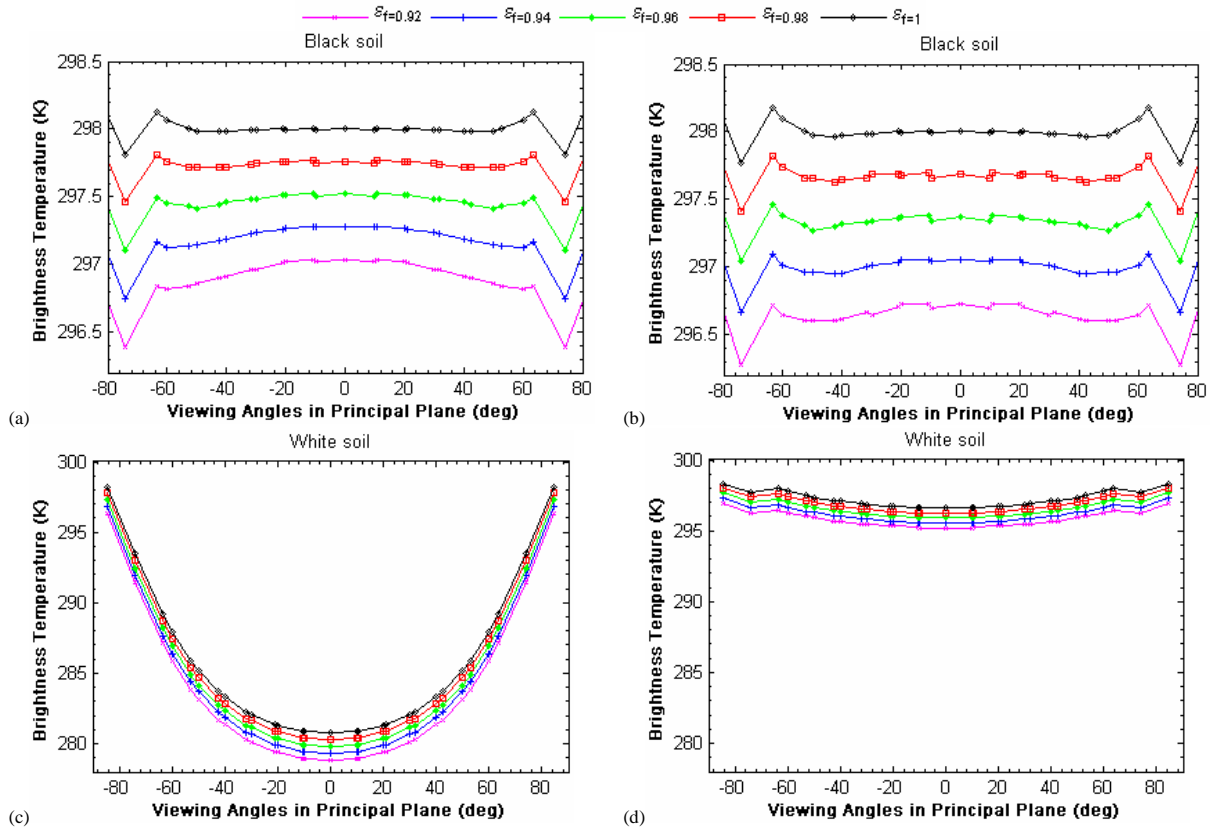 εf=0.92 εf=0.94 εf=0.96 εf=0.98 εf=1
Black soil
298.5
298
297.5
297
296.5
Brightness Temperature (K)
-80 -60 -40 -20 0 20 40 60 80
Viewing Angles in Principal Plane (deg)
(a)
Black soil
298.5
298
297.5
297
296.5
Brightness Temperature (K)
-80 -60 -40 -20 0 20 40 60 80
Viewing Angles in Principal Plane (deg)
(b)
White soil
300
295
290
285
280
Brightness Temperature (K)
-80 -60 -40 -20 0 20 40 60 80
Viewing Angles in Principal Plane (deg)
(c)
White soil
300
295
290
285
280
Brightness Temperature (K)
-80 -60 -40 -20 0 20 40 60 80
Viewing Angles in Principal Plane (deg)
(d)